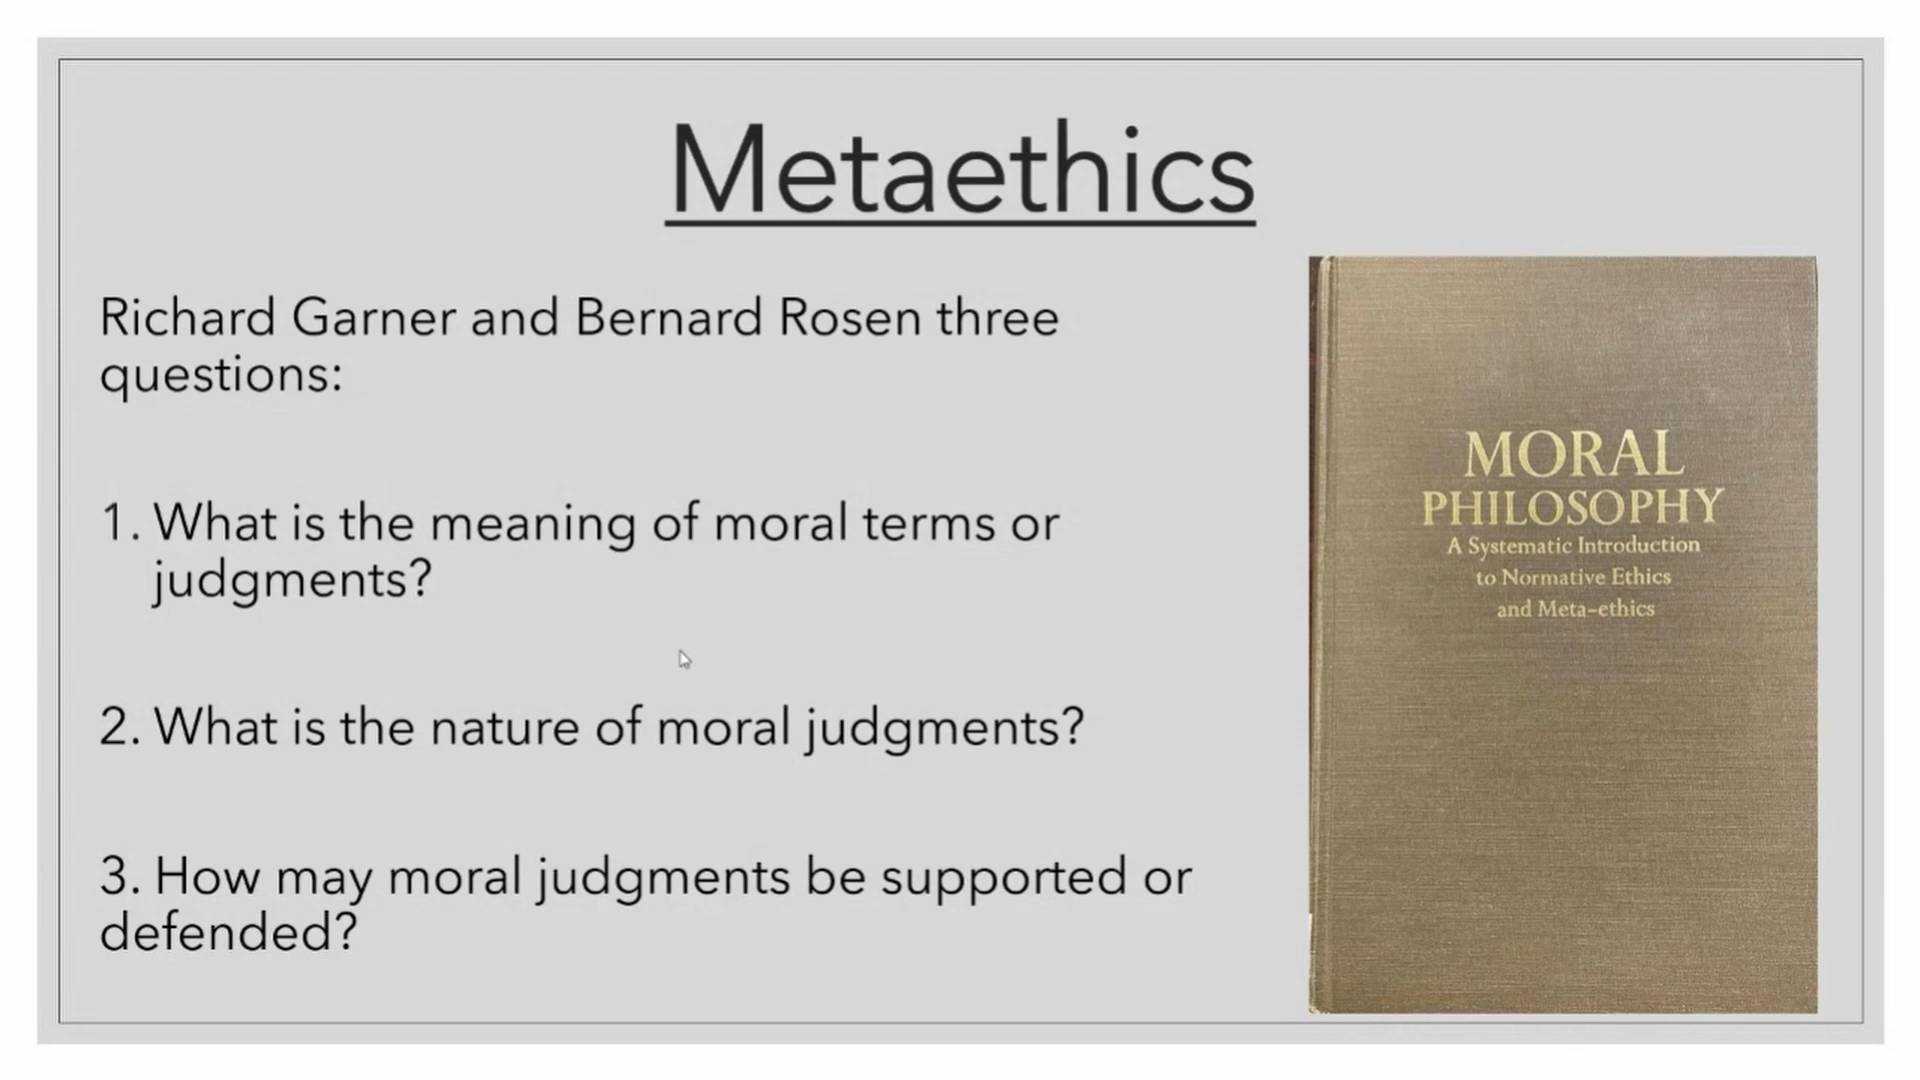 Metaethics
Richard Garner and Bernard Rosen three
questions:
1. What is the meaning of moral terms or
judgments?
2. What is the nature of moral judgments?
3. How may moral judgments be supported or
defended?
MORAL
PHILOSOPHY
A Systematic Introduction
to Normative Ethics
and Meta-ethics